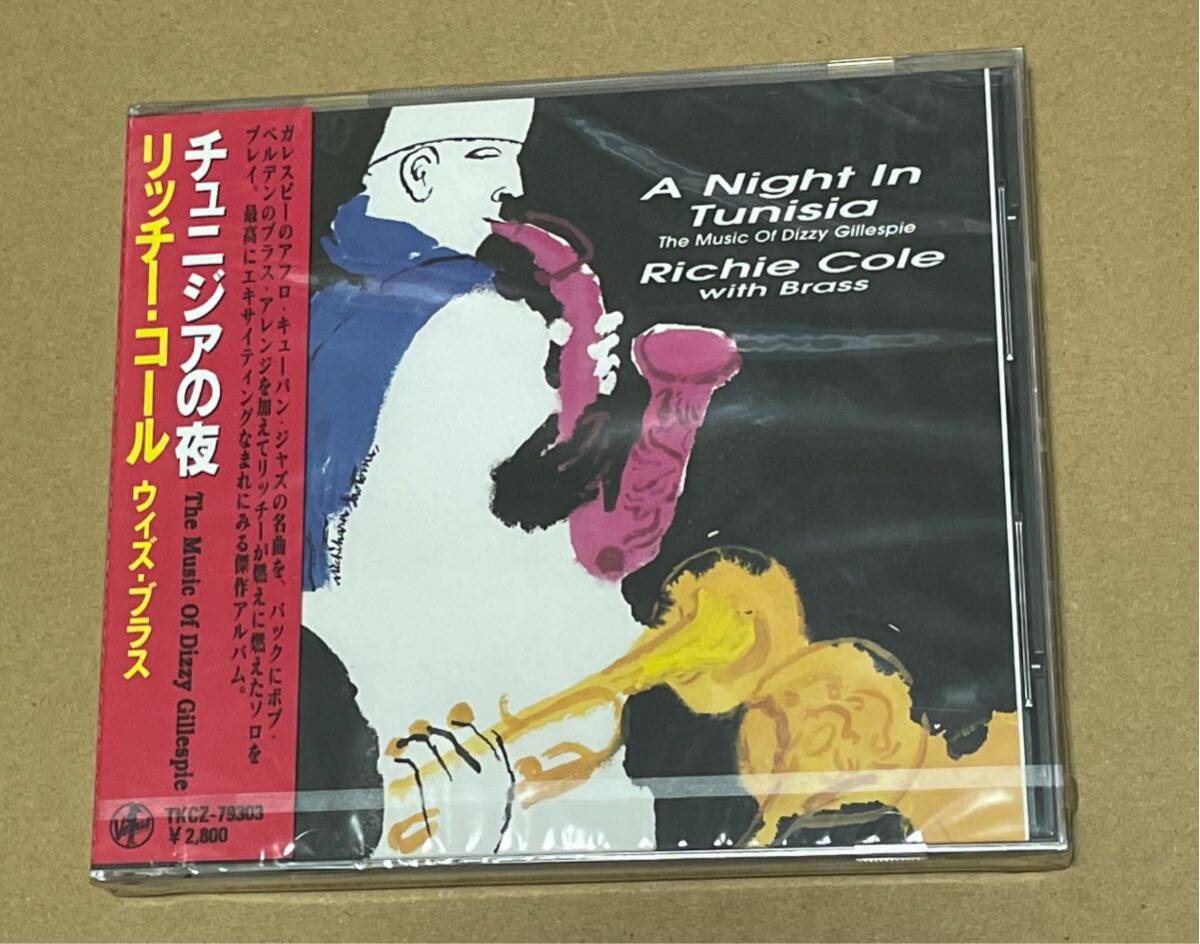 チュニジアの夜 The Music Of Dizzy Gillespie
リッチー・コール ウィズ・ブラス
ガレスピーのアフロ・キューバン・ジャズの名曲を、バックにボブ・
ベルデンのブラス・アレンジを加えてリッチーが燃えに燃えたソロを
プレイ。最高にエキサイティングなまれにみる傑作アルバム。
Venus
TKCZ-79303
¥2,800
A Night In
Tunisia
The Music Of Dizzy Gillespie
Richie Cole
with Brass